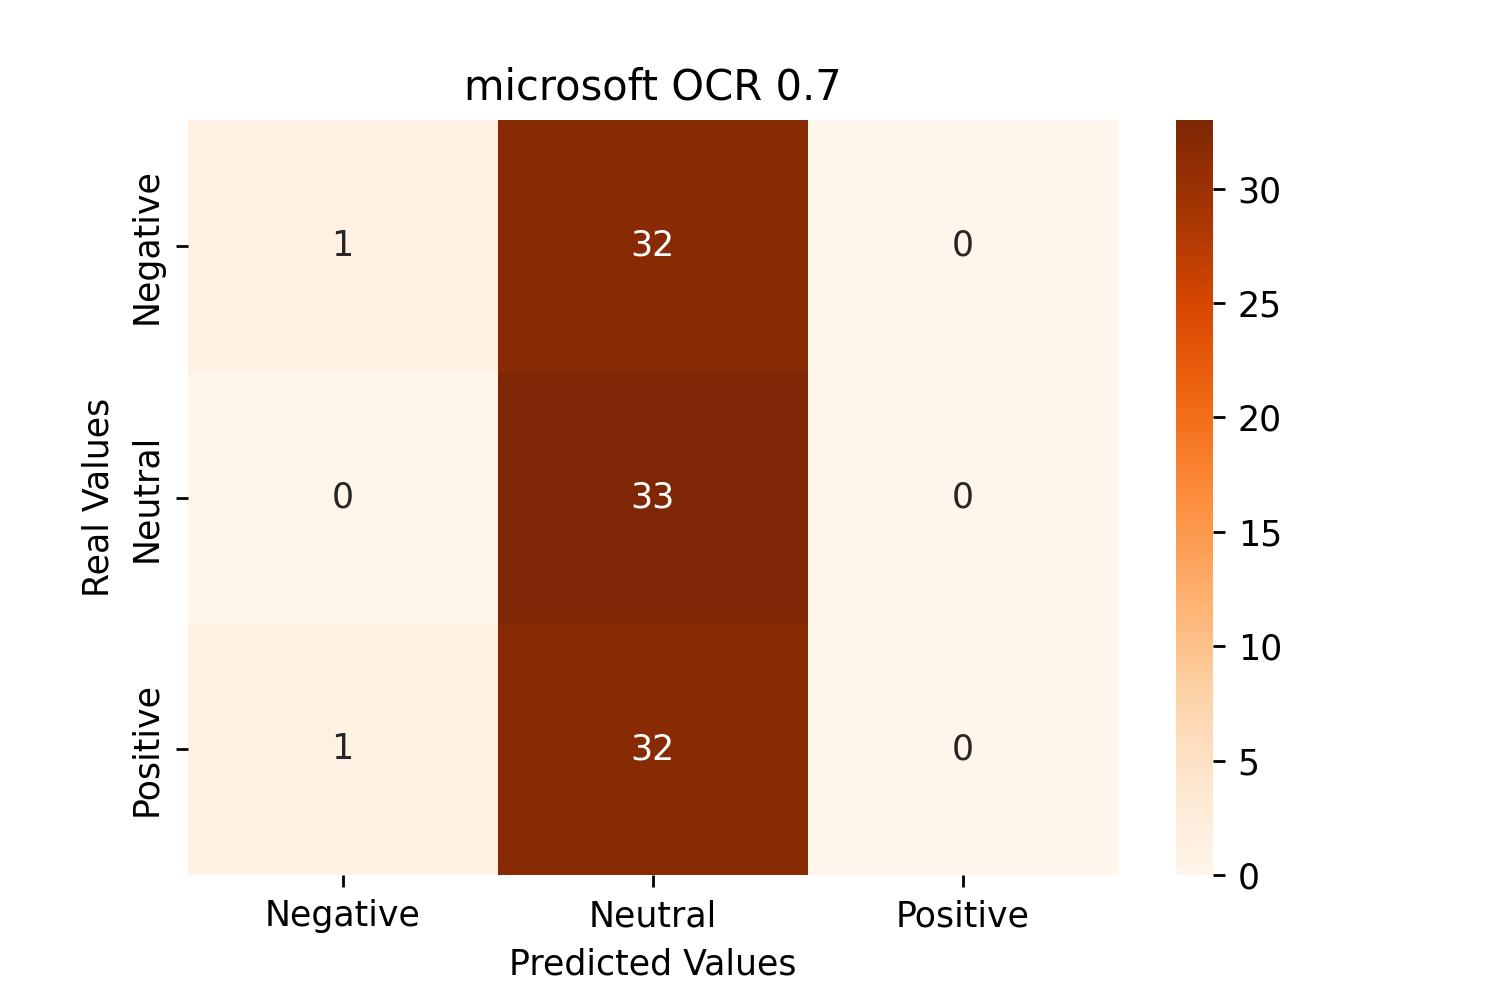 microsoft OCR 0.7
Real Values
Negative
1 32 0
Neutral
0 33 0
Positive
1 32 0
Negative Neutral Positive
Predicted Values
30
25
20
15
10
5
0